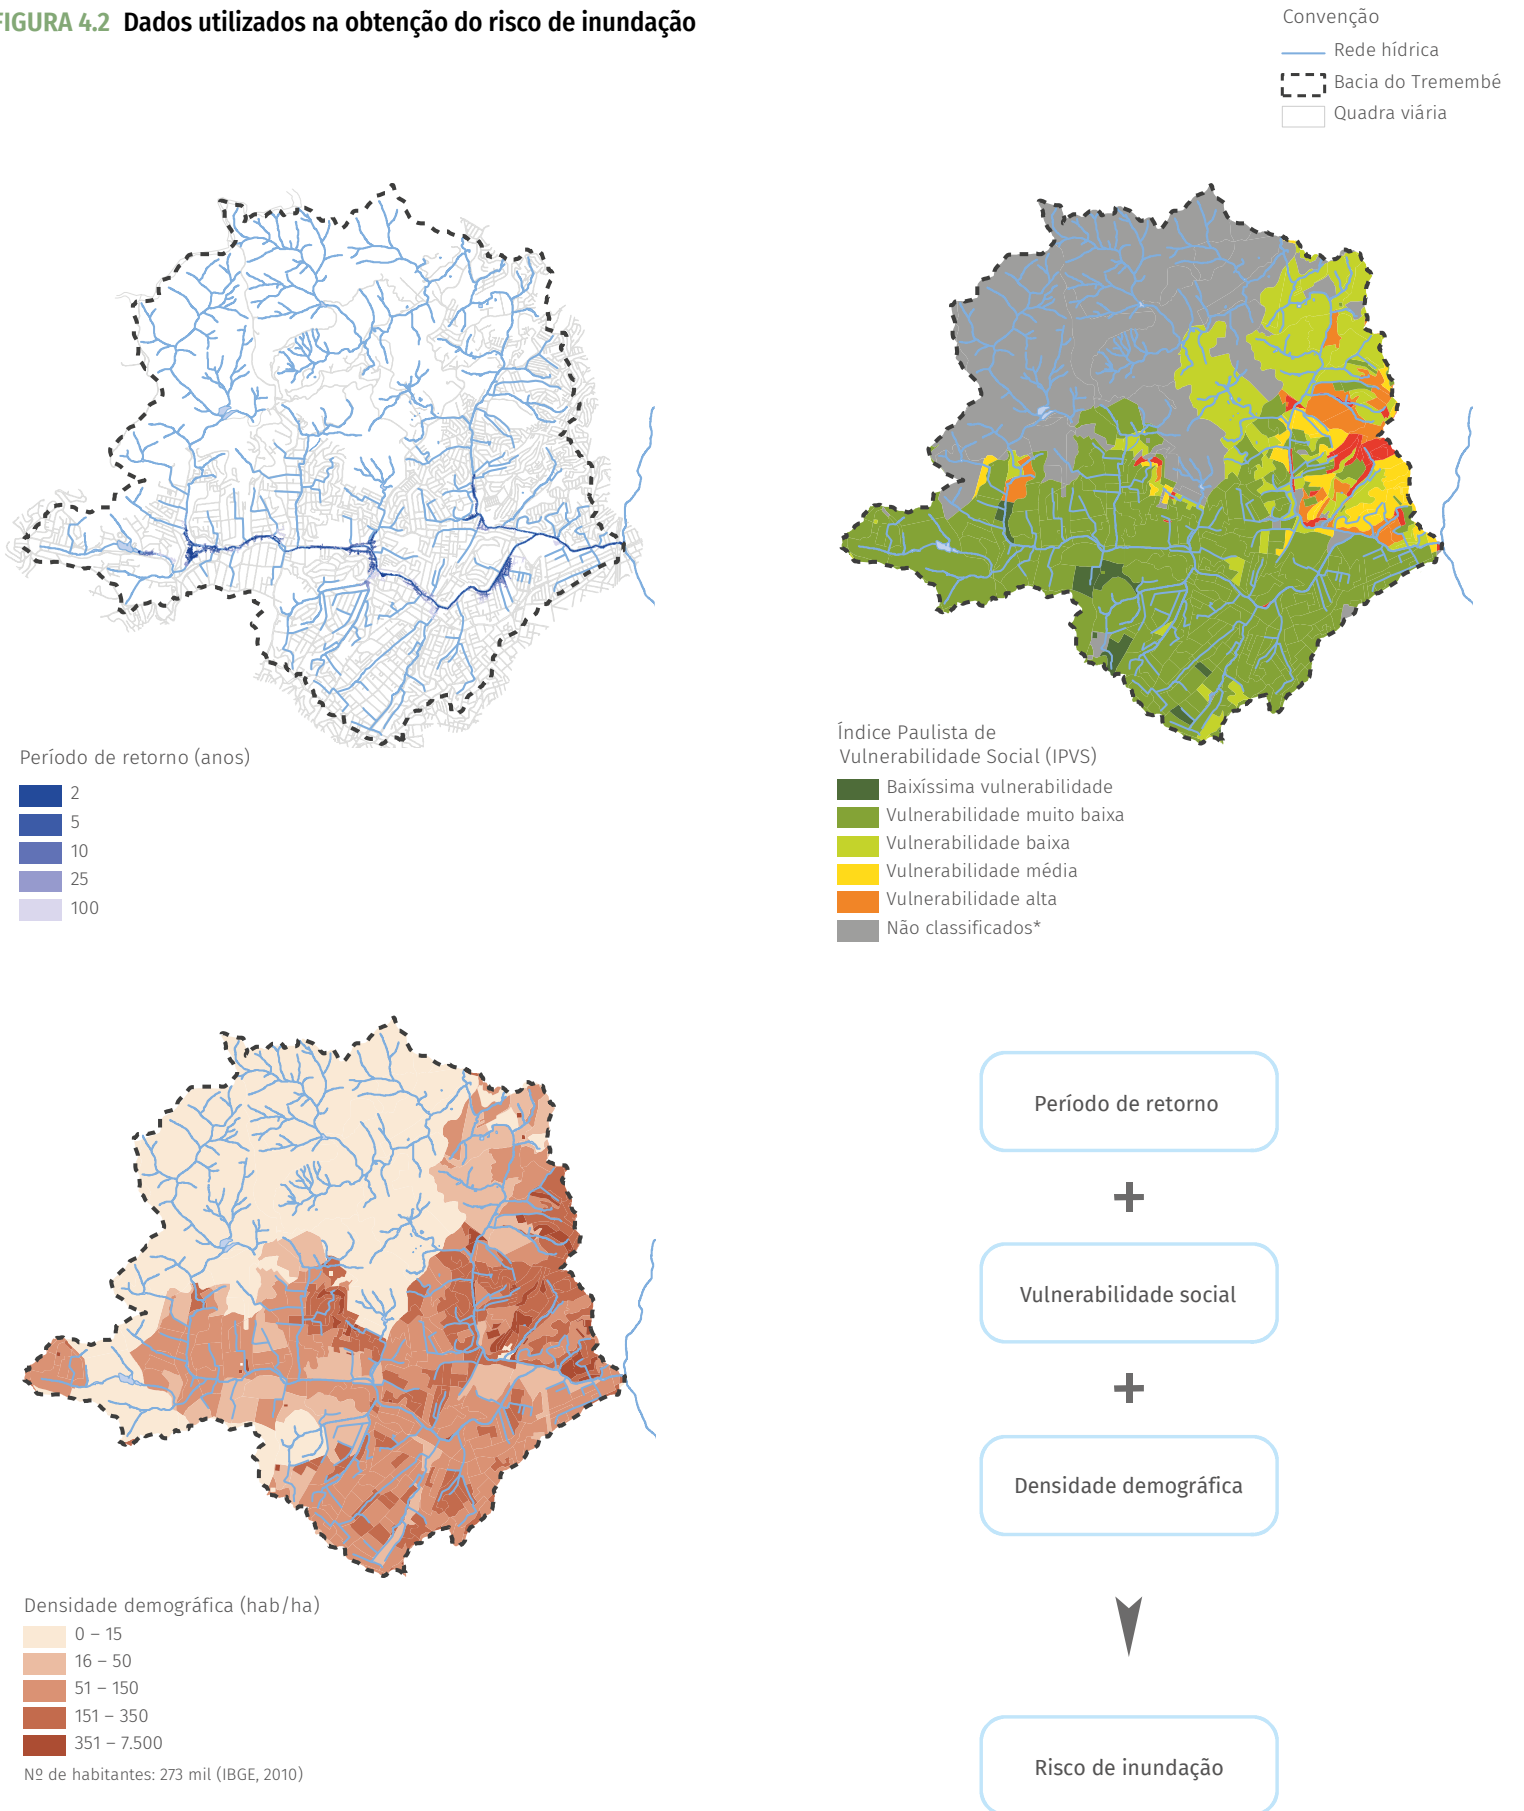 FIGURA 4.2 Dados utilizados na obtenção do risco de inundação
Convenção
Rede hídrica
Bacia do Tremembé
Quadra viária
Período de retorno (anos)
2
5
10
25
100
Índice Paulista de
Vulnerabilidade Social (IPVS)
Baixíssima vulnerabilidade
Vulnerabilidade muito baixa
Vulnerabilidade baixa
Vulnerabilidade média
Vulnerabilidade alta
Não classificados*
Densidade demográfica (hab/ha)
0 – 15
16 – 50
51 – 150
151 – 350
351 – 7.500
Nº de habitantes: 273 mil (IBGE, 2010)
Período de retorno
+
Vulnerabilidade social
+
Densidade demográfica
Risco de inundação